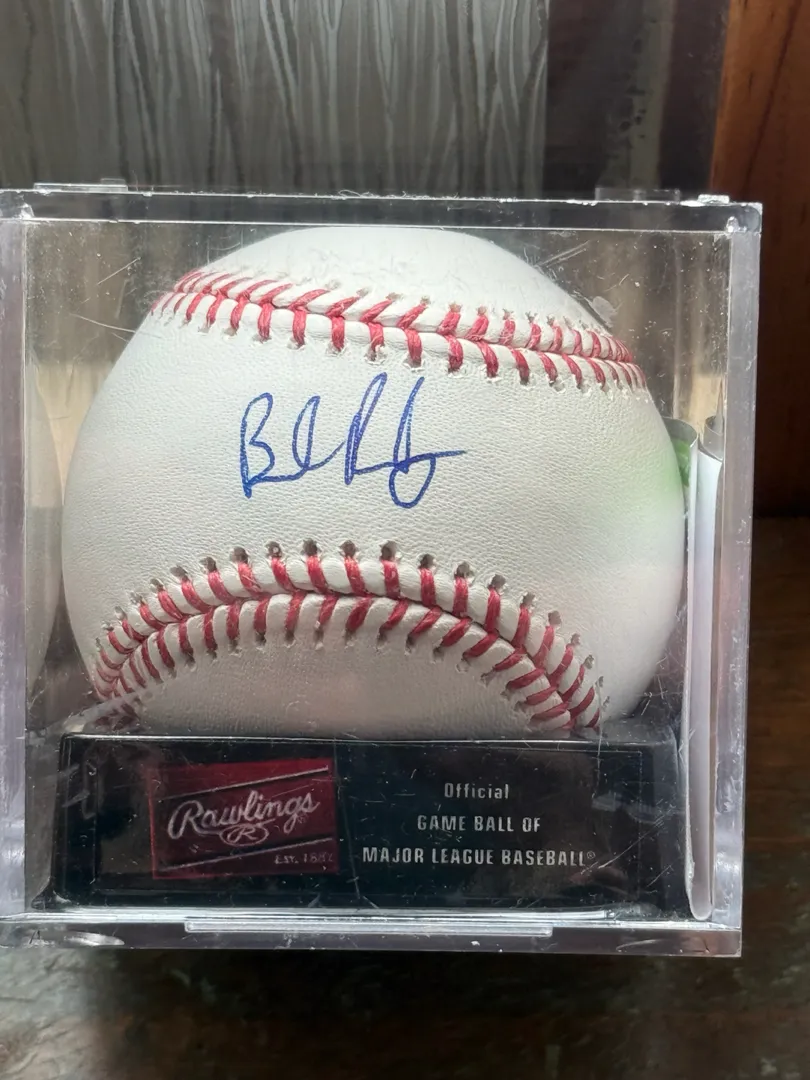 Rawlings®
R
EST. 1887
Official
GAME BALL OF
MAJOR LEAGUE BASEBALL®